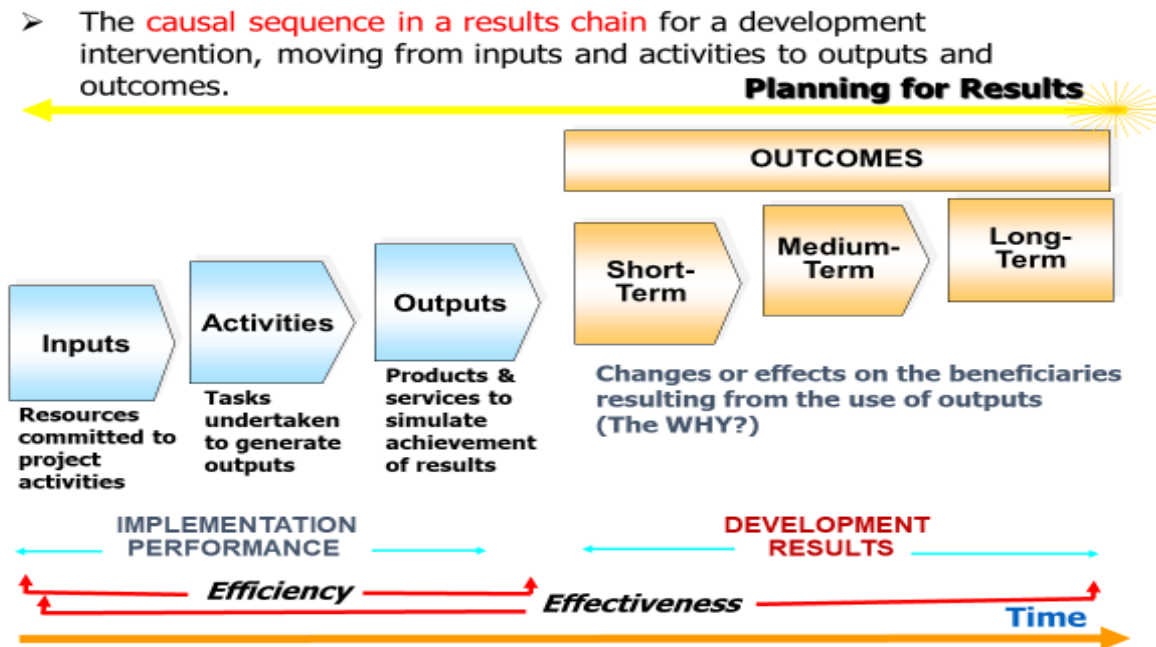 ➢ The causal sequence in a results chain for a development
intervention, moving from inputs and activities to outputs and
outcomes.
Planning for Results
OUTCOMES
Inputs
Activities
Outputs
Short-
Term
Medium-
Term
Long-
Term
Resources
committed to
project
activities
Tasks
undertaken
to generate
outputs
Products &
services to
simulate
achievement
of results
Changes or effects on the beneficiaries
resulting from the use of outputs
(The WHY?)
IMPLEMENTATION
PERFORMANCE
DEVELOPMENT
RESULTS
Efficiency
Effectiveness
Time